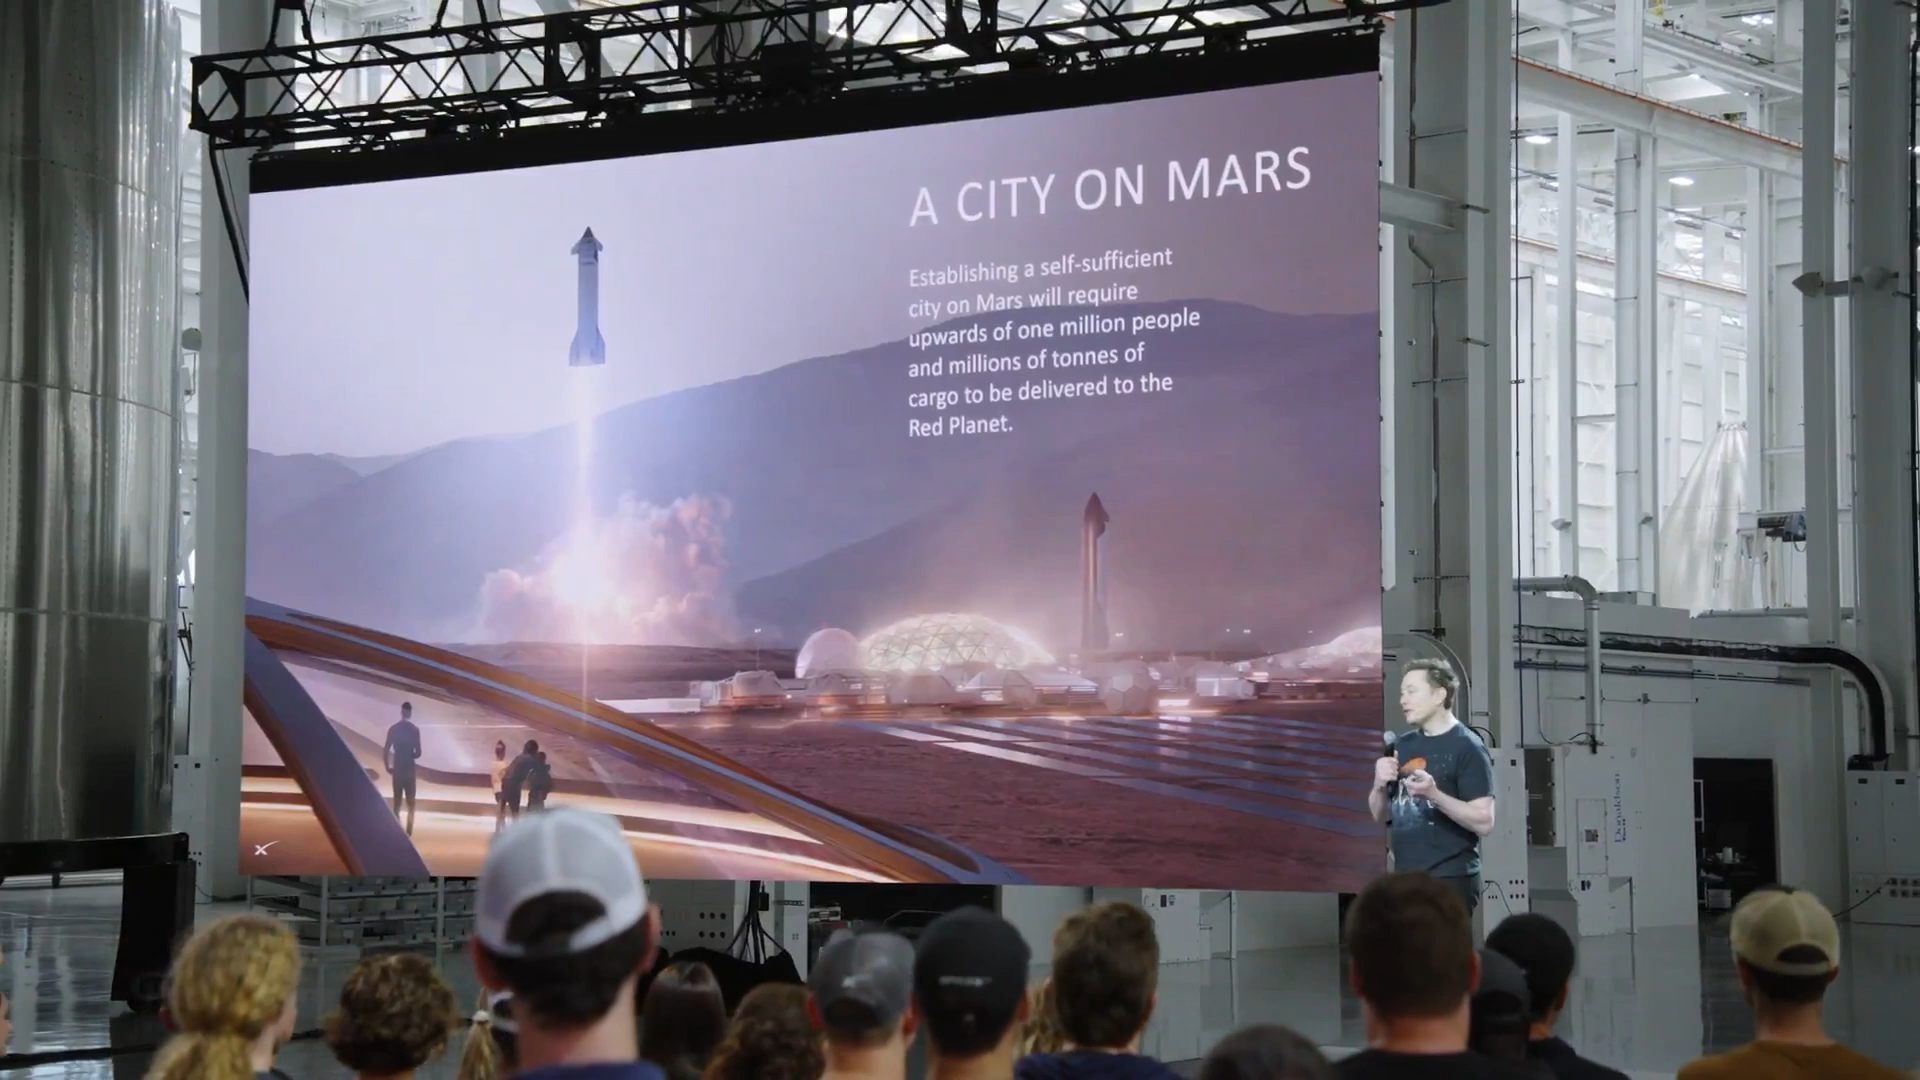 A CITY ON MARS
Establishing a self-sufficient
city on Mars will require
upwards of one million people
and millions of tonnes of
cargo to be delivered to the
Red Planet.
Donaldson